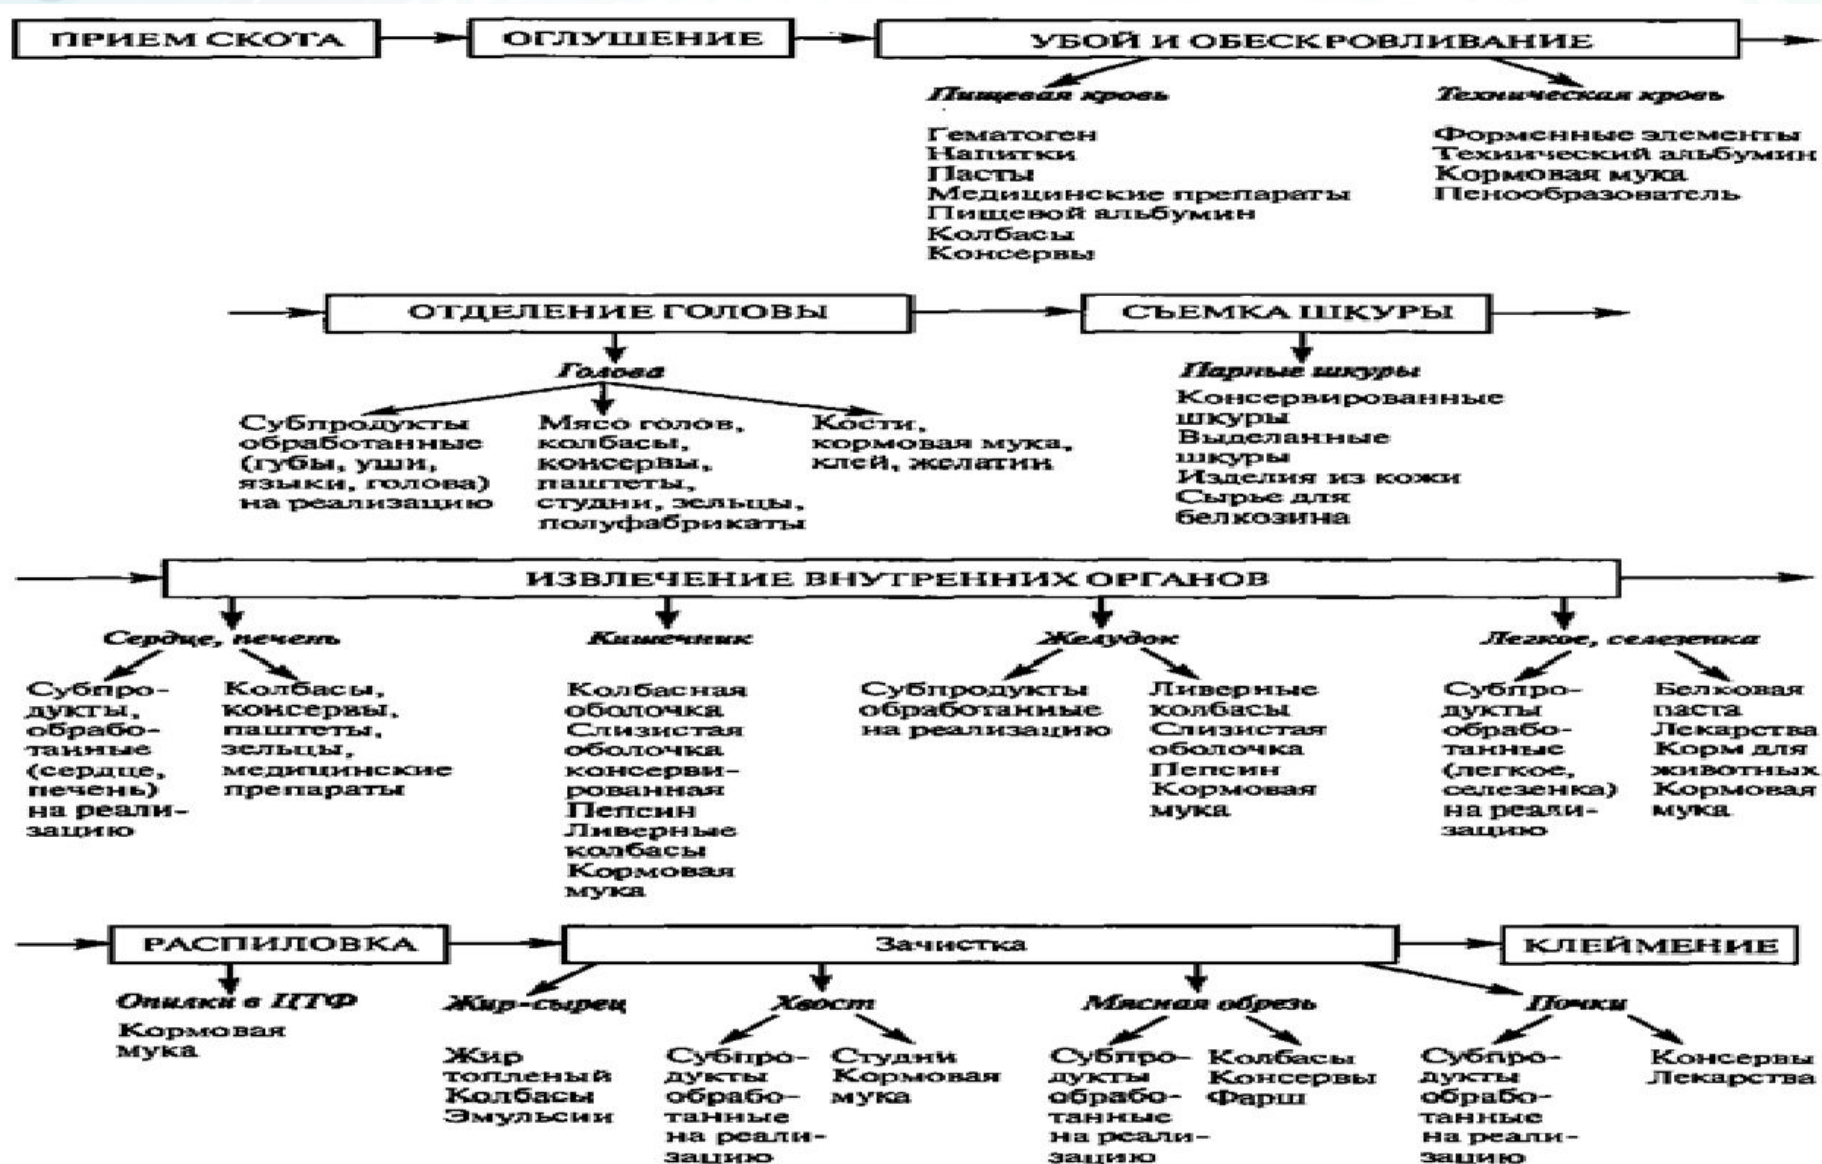 ПРИЕМ СКОТА
ОГЛУШЕНИЕ
УБОЙ И ОБЕСКРОВЛИВАНИЕ
Пищевая кровь
Гематоген
Напитки
Пасты
Медицинские препараты
Пищевой альбумин
Колбасы
Консервы
Техническая кровь
Форменные элементы
Технический альбумин
Кормовая мука
Пенообразователь
ОТДЕЛЕНИЕ ГОЛОВЫ
Голова
Субпродукты
обработанные
(губы, уши,
языки, голова)
на реализацию
Мясо голов,
колбасы,
консервы,
паштеты,
студни, зельцы,
полуфабрикаты
Кости,
кормовая мука,
клей, желатин
СЪЕМКА ШКУРЫ
Парные шкуры
Консервированные
шкуры
Выделанные
шкуры
Изделия из кожи
Сырье для
белкозина
ИЗВЛЕЧЕНИЕ ВНУТРЕННИХ ОРГАНОВ
Сердце, печень
Субпро-
дукты,
обрабо-
танные
(сердце,
печень)
на реали-
зацию
Колбасы,
консервы,
паштеты,
зельцы,
медицинские
препараты
Кишечник
Колбасная
оболочка
Слизистая
оболочка
консерви-
рованная
Пепсин
Ливерные
колбасы
Кормовая
мука
Желудок
Субпродукты
обработанные
на реализацию
Ливерные
колбасы
Слизистая
оболочка
Пепсин
Кормовая
мука
Легкое, селезенка
Субпро-
дукты
обрабо-
танные
(легкое,
селезенка)
на реали-
зацию
Белковая
паста
Лекарства
Корм для
животных
Кормовая
мука
РАСПИЛОВКА
Опилки в ЦТФ
Кормовая
мука
Зачистка
Жир-сырец
Жир
топленый
Колбасы
Эмульсии
Хвост
Субпро-
дукты
обрабо-
танные
на реали-
зацию
Студни
Кормовая
мука
Мясная обрезь
Субпро-
дукты
обрабо-
танные
на реали-
зацию
Колбасы
Консервы
Фарш
Почки
Субпро-
дукты
обрабо-
танные
на реали-
зацию
Консервы
Лекарства
КЛЕЙМЕНИЕ